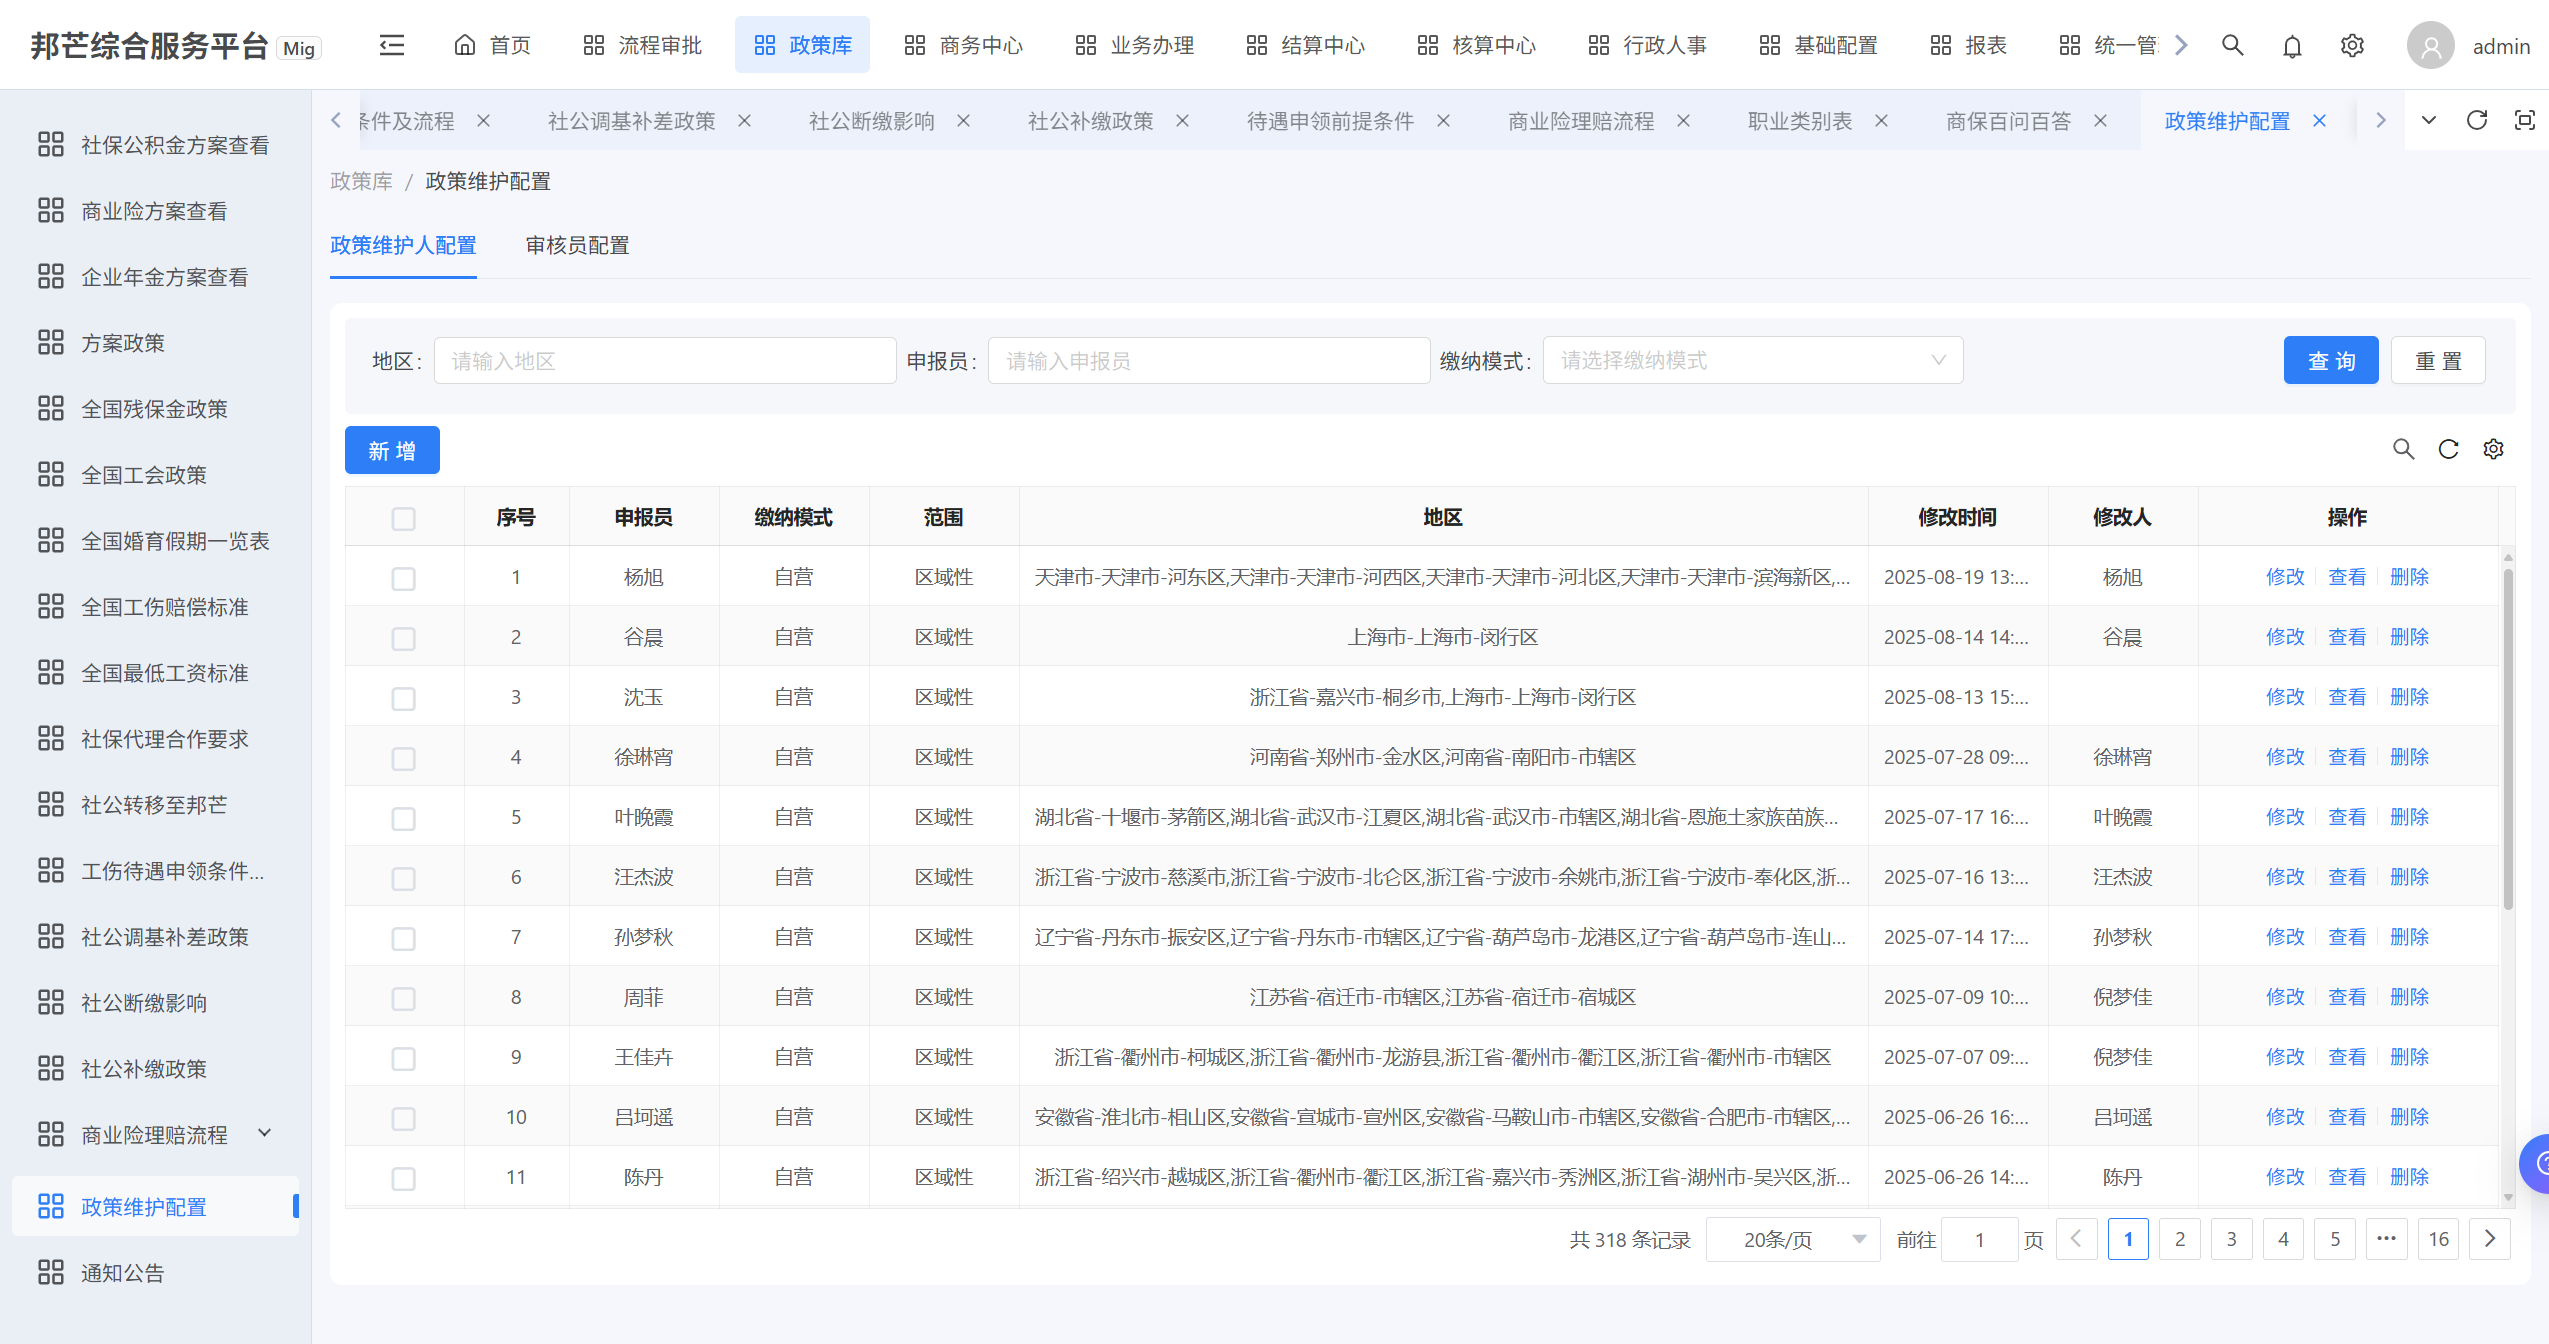 邦芒综合服务平台 Mig 首页 流程审批 政策库 商务中心 业务办理 结算中心 核算中心 行政人事 基础配置 报表 统一管 admin
条件及流程 社公调基补差政策 社公断缴影响 社公补缴政策 待遇申领前提条件 商业险理赔流程 职业类别表 商保百问百答 政策维护配置
社保公积金方案查看
商业险方案查看
企业年金方案查看
方案政策
全国残保金政策
全国工会政策
全国婚育假期一览表
全国工伤赔偿标准
全国最低工资标准
社保代理合作要求
社公转移至邦芒
工伤待遇申领条件...
社公调基补差政策
社公断缴影响
社公补缴政策
商业险理赔流程
政策维护配置
通知公告
政策库 / 政策维护配置
政策维护人配置 审核员配置
地区: 请输入地区 申报员: 请输入申报员 缴纳模式: 请选择缴纳模式 查 询 重 置
新 增
序号 申报员 缴纳模式 范围 地区 修改时间 修改人 操作
1 杨旭 自营 区域性 天津市-天津市-河东区,天津市-天津市-河西区,天津市-天津市-河北区,天津市-天津市-滨海新区,... 2025-08-19 13:... 杨旭 修改 查看 删除
2 谷晨 自营 区域性 上海市-上海市-闵行区 2025-08-14 14:... 谷晨 修改 查看 删除
3 沈玉 自营 区域性 浙江省-嘉兴市-桐乡市,上海市-上海市-闵行区 2025-08-13 15:... 修改 查看 删除
4 徐琳宵 自营 区域性 河南省-郑州市-金水区,河南省-南阳市-市辖区 2025-07-28 09:... 徐琳宵 修改 查看 删除
5 叶晚霞 自营 区域性 湖北省-十堰市-茅箭区,湖北省-武汉市-江夏区,湖北省-武汉市-市辖区,湖北省-恩施土家族苗族... 2025-07-17 16:... 叶晚霞 修改 查看 删除
6 汪杰波 自营 区域性 浙江省-宁波市-慈溪市,浙江省-宁波市-北仑区,浙江省-宁波市-余姚市,浙江省-宁波市-奉化区,浙... 2025-07-16 13:... 汪杰波 修改 查看 删除
7 孙梦秋 自营 区域性 辽宁省-丹东市-振安区,辽宁省-丹东市-市辖区,辽宁省-葫芦岛市-龙港区,辽宁省-葫芦岛市-连山... 2025-07-14 17:... 孙梦秋 修改 查看 删除
8 周菲 自营 区域性 江苏省-宿迁市-市辖区,江苏省-宿迁市-宿城区 2025-07-09 10:... 倪梦佳 修改 查看 删除
9 王佳卉 自营 区域性 浙江省-衢州市-柯城区,浙江省-衢州市-龙游县,浙江省-衢州市-衢江区,浙江省-衢州市-市辖区 2025-07-07 09:... 倪梦佳 修改 查看 删除
10 吕坷遥 自营 区域性 安徽省-淮北市-相山区,安徽省-宣城市-宣州区,安徽省-马鞍山市-市辖区,安徽省-合肥市-市辖区,... 2025-06-26 16:... 吕坷遥 修改 查看 删除
11 陈丹 自营 区域性 浙江省-绍兴市-越城区,浙江省-衢州市-衢江区,浙江省-嘉兴市-秀洲区,浙江省-湖州市-吴兴区,浙... 2025-06-26 14:... 陈丹 修改 查看 删除
共 318 条记录 20条/页 前往 1 页 1 2 3 4 5 ··· 16